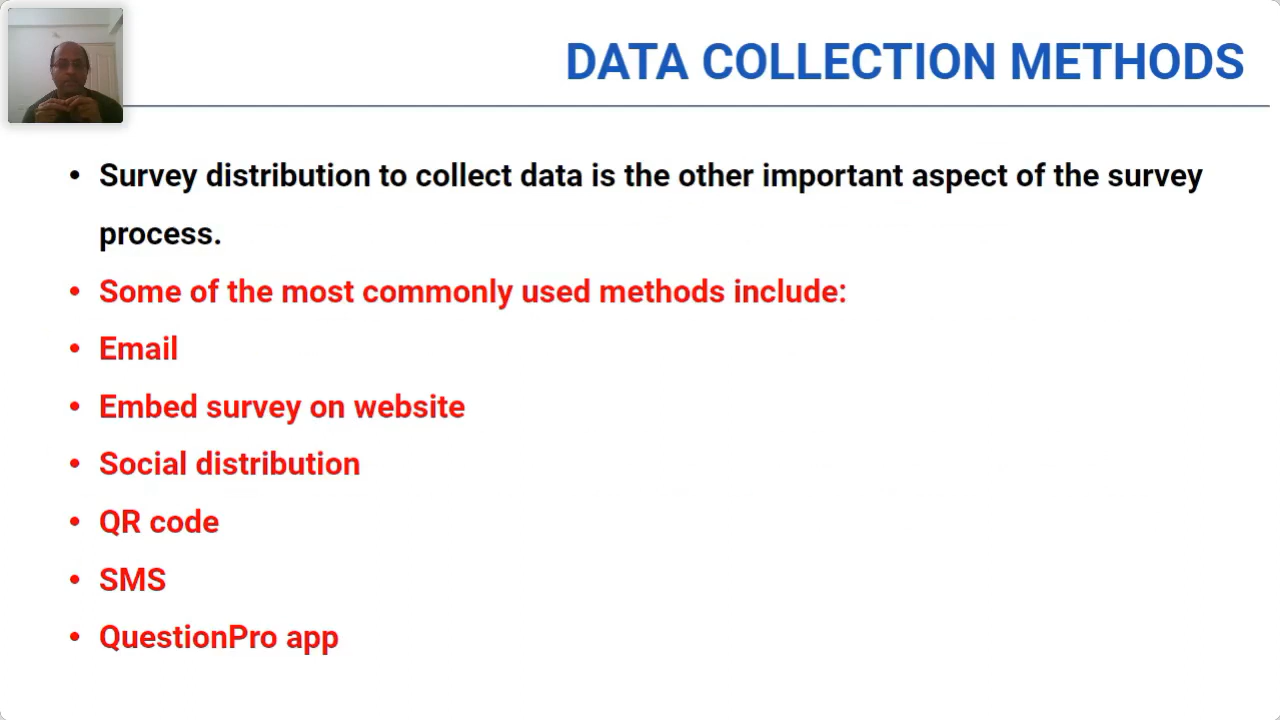 DATA COLLECTION METHODS
• Survey distribution to collect data is the other important aspect of the survey
process.
• Some of the most commonly used methods include:
• Email
• Embed survey on website
• Social distribution
• QR code
• SMS
• QuestionPro app